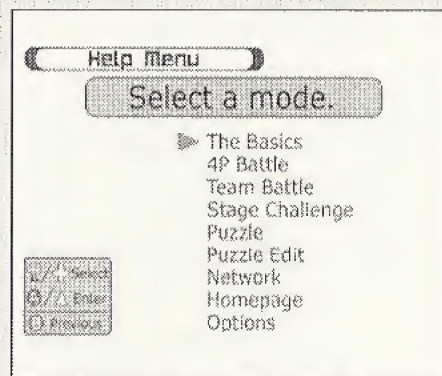 Help Menu
Select a mode.
The Basics
4P Battle
Team Battle
Stage Challenge
Puzzle
Puzzle Edit
Network
Homepage
Options
Select
Enter
Previous